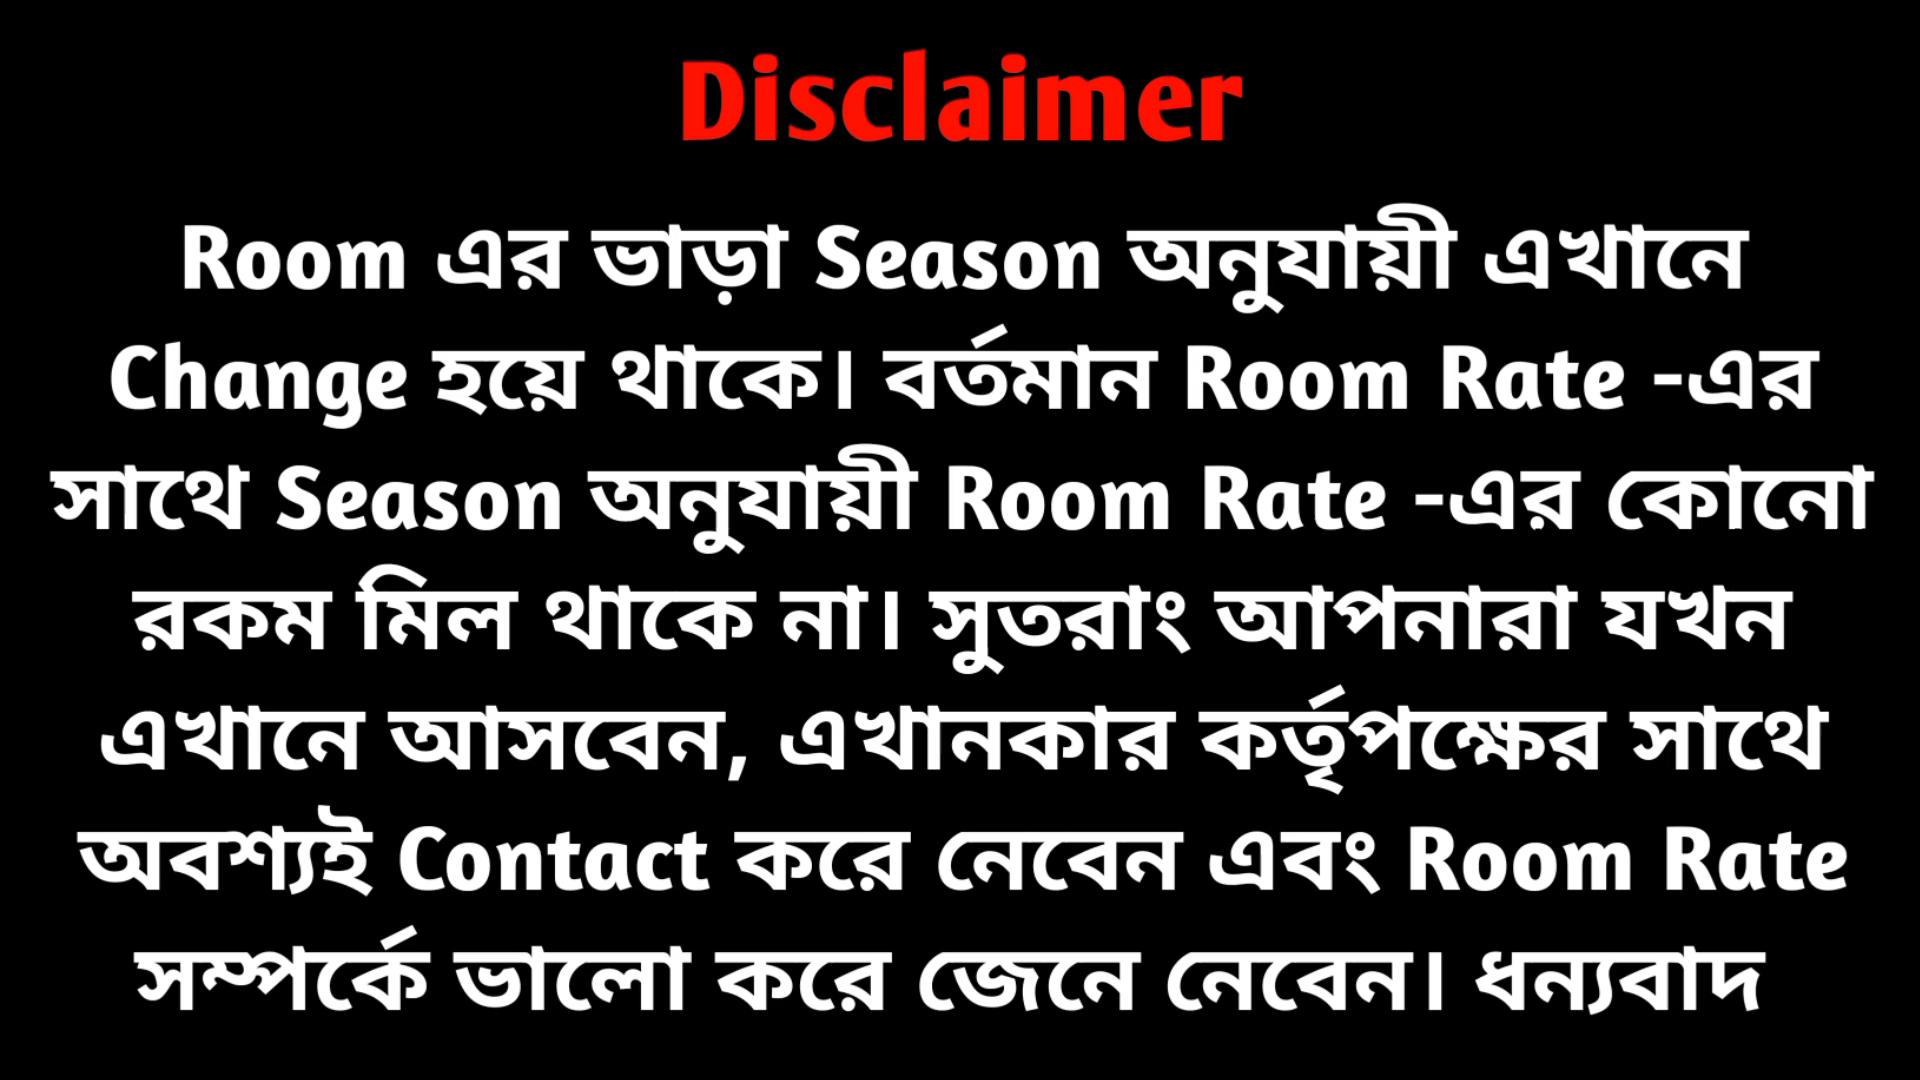 Disclaimer
Room এর ভাড়া Season অনুযায়ী এখানে
Change হয়ে থাকে। বর্তমান Room Rate -এর
সাথে Season অনুযায়ী Room Rate -এর কোনো
রকম মিল থাকে না। সুতরাং আপনারা যখন
এখানে আসবেন, এখানকার কর্তৃপক্ষের সাথে
অবশ্যই Contact করে নেবেন এবং Room Rate
সম্পর্কে ভালো করে জেনে নেবেন। ধন্যবাদ